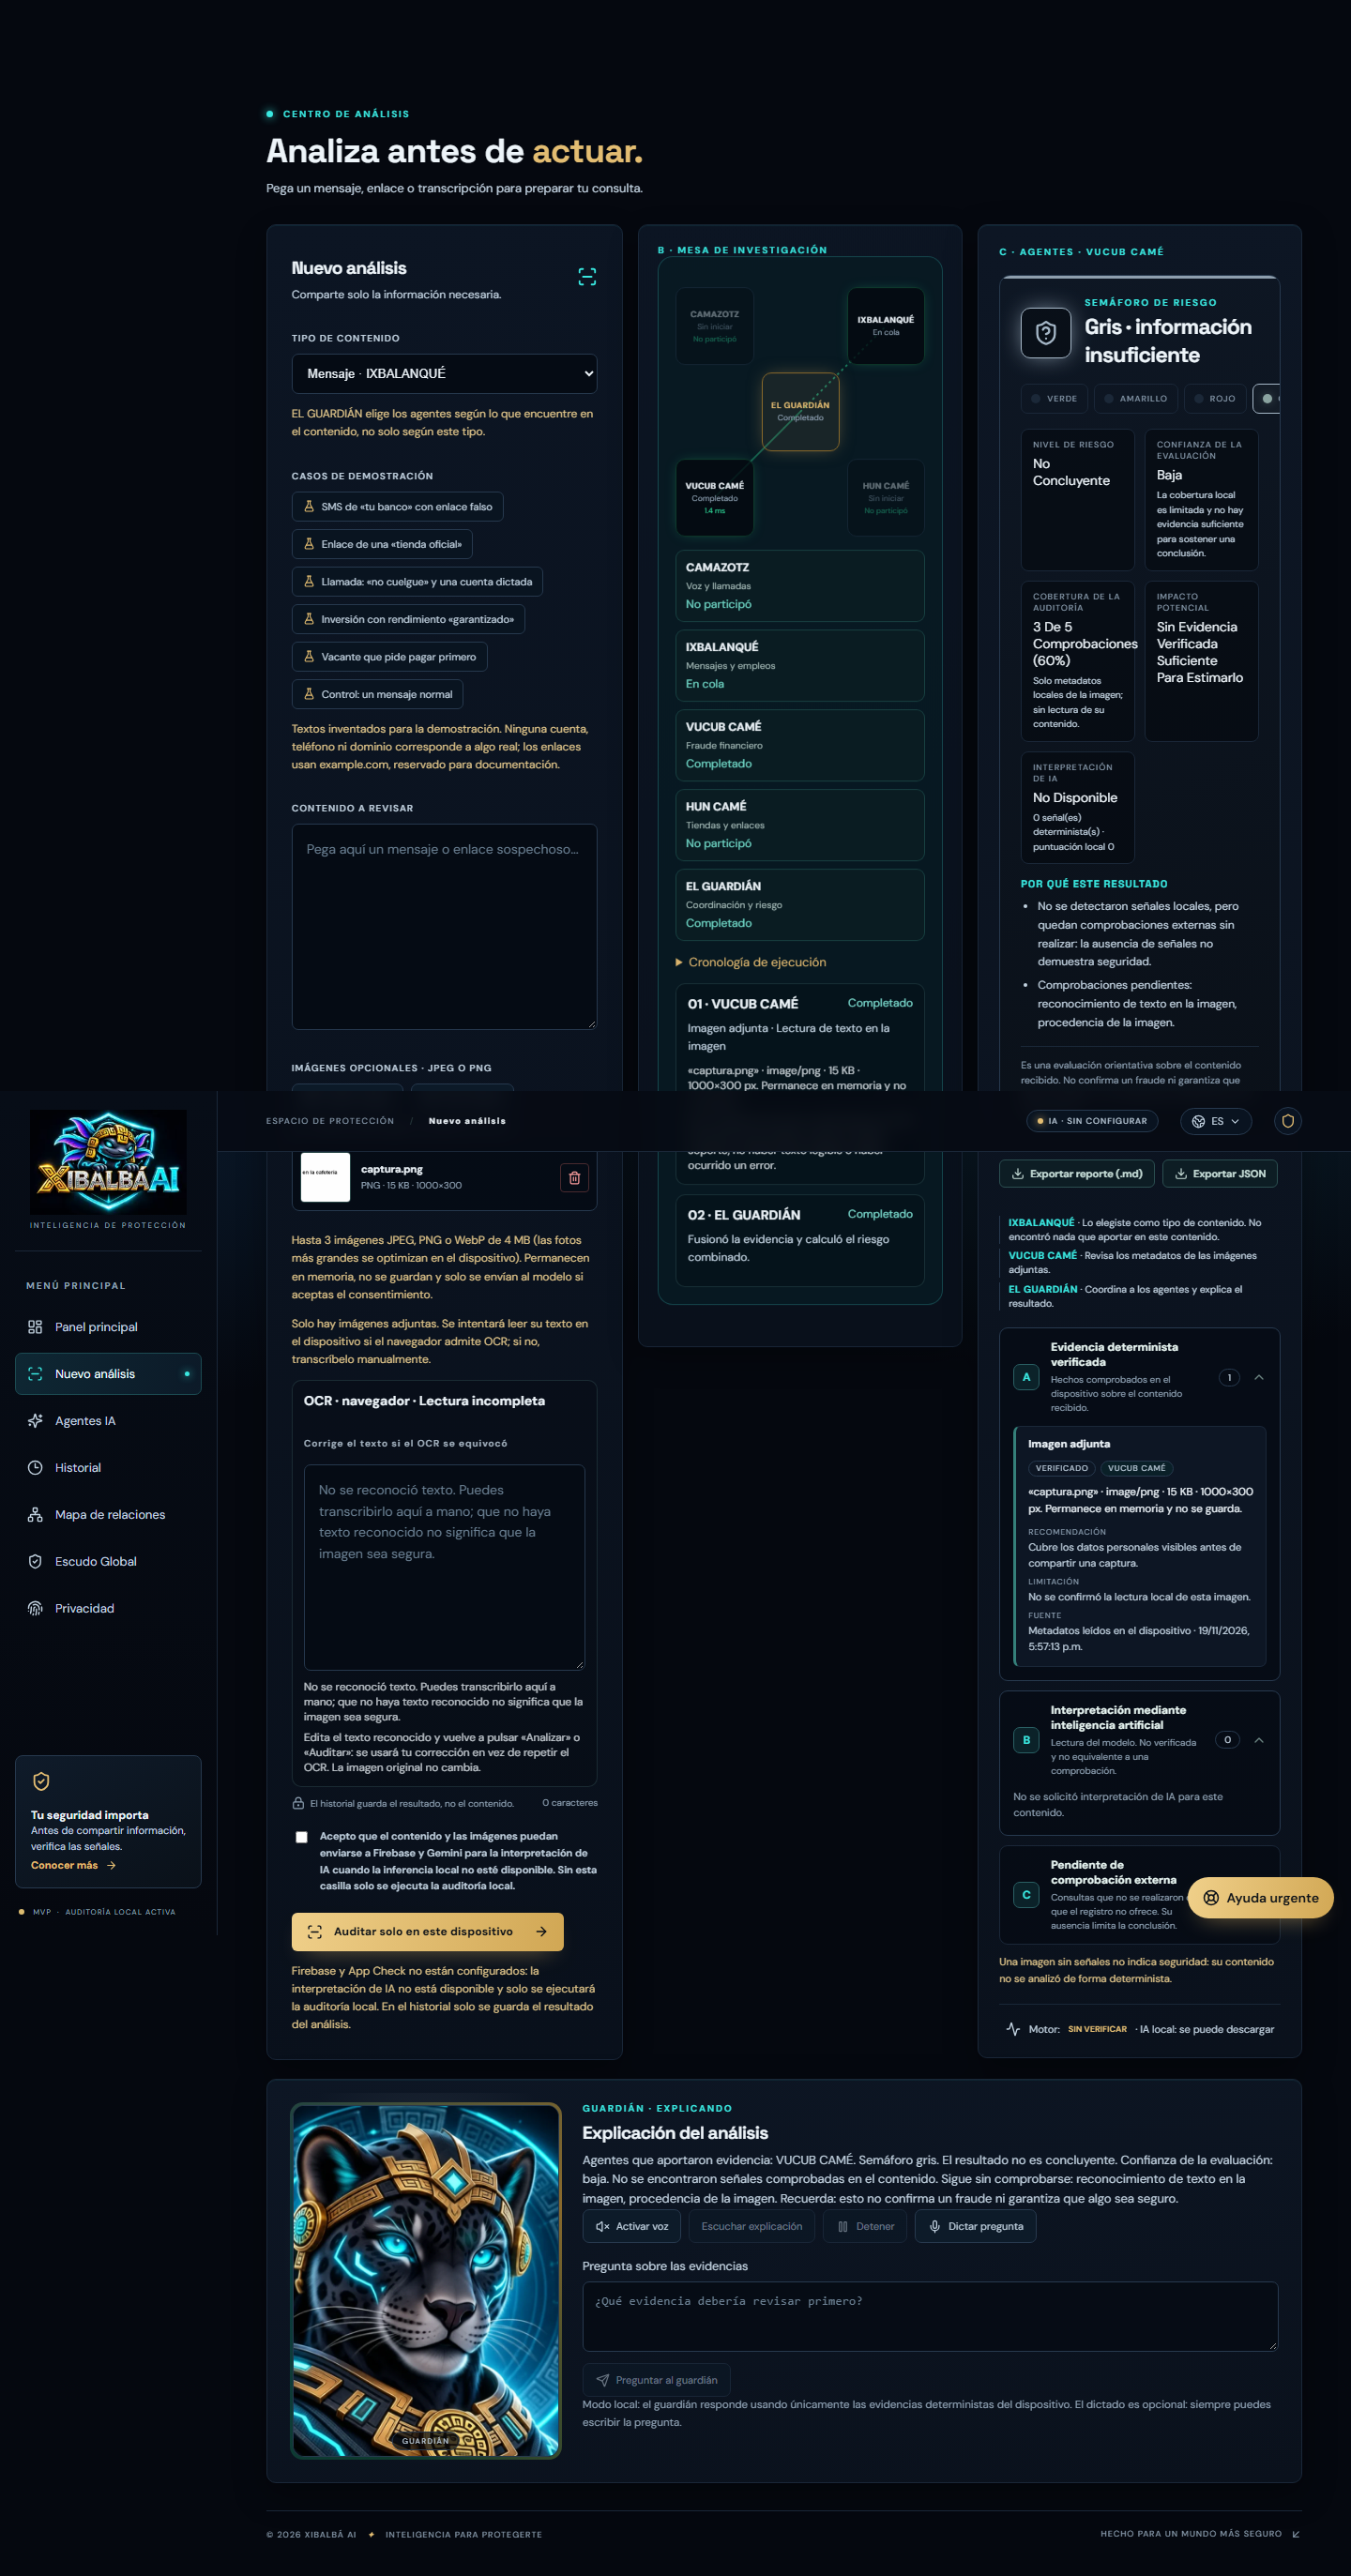 CENTRO DE ANÁLISIS
Analiza antes de actuar.
Pega un mensaje, enlace o transcripción para preparar tu consulta.
Nuevo análisis
Comparte solo la información necesaria.
TIPO DE CONTENIDO
Mensaje · IXBALANQUÉ
EL GUARDIÁN elige los agentes según lo que encuentre en
el contenido, no solo según este tipo.
CASOS DE DEMOSTRACIÓN
SMS de «tu banco» con enlace falso
Enlace de una «tienda oficial»
Llamada: «no cuelgue» y una cuenta dictada
Inversión con rendimiento «garantizado»
Vacante que pide pagar primero
Control: un mensaje normal
Textos inventados para la demostración. Ninguna cuenta,
teléfono ni dominio corresponde a algo real; los enlaces
usan example.com, reservado para documentación.
CONTENIDO A REVISAR
Pega aquí un mensaje o enlace sospechoso...
IMÁGENES OPCIONALES · JPEG O PNG
B · MESA DE INVESTIGACIÓN
CAMAZOTZ
Sin iniciar
No participó
IXBALANQUÉ
En cola
EL GUARDIÁN
Completado
VUCUB CAMÉ
Completado
1.4 ms
HUN CAMÉ
Sin iniciar
No participó
CAMAZOTZ
Voz y llamadas
No participó
IXBALANQUÉ
Mensajes y empleos
En cola
VUCUB CAMÉ
Fraude financiero
Completado
HUN CAMÉ
Tiendas y enlaces
No participó
EL GUARDIÁN
Coordinación y riesgo
Completado
Cronología de ejecución
01 · VUCUB CAMÉ Completado
Imagen adjunta · Lectura de texto en la
imagen
«captura.png» · image/png · 15 KB ·
1000×300 px. Permanece en memoria y no
ocurrido un error.
02 · EL GUARDIÁN Completado
Fusionó la evidencia y calculó el riesgo
combinado.
C · AGENTES · VUCUB CAMÉ
SEMÁFORO DE RIESGO
Gris · información
insuficiente
VERDE
AMARILLO
ROJO
NIVEL DE RIESGO
No
Concluyente
CONFIANZA DE LA
EVALUACIÓN
Baja
La cobertura local
es limitada y no hay
evidencia suficiente
para sostener una
conclusión.
COBERTURA DE LA
AUDITORÍA
3 De 5
Comprobaciones
(60%)
Solo metadatos
locales de la imagen;
sin lectura de su
contenido.
IMPACTO
POTENCIAL
Sin Evidencia
Verificada
Suficiente
Para Estimarlo
INTERPRETACIÓN
DE IA
No Disponible
0 señal(es)
determinista(s) ·
puntuación local 0
POR QUÉ ESTE RESULTADO
• No se detectaron señales locales, pero
quedan comprobaciones externas sin
realizar: la ausencia de señales no
demuestra seguridad.
• Comprobaciones pendientes:
reconocimiento de texto en la imagen,
procedencia de la imagen.
Es una evaluación orientativa sobre el contenido
recibido. No confirma un fraude ni garantiza que
XIBALBÁ AI
INTELIGENCIA DE PROTECCIÓN
ESPACIO DE PROTECCIÓN / Nuevo análisis
IA · SIN CONFIGURAR
ES
MENÚ PRINCIPAL
Panel principal
Nuevo análisis
Agentes IA
Historial
Mapa de relaciones
Escudo Global
Privacidad
Tu seguridad importa
Antes de compartir información,
verifica las señales.
Conocer más
MVP · AUDITORÍA LOCAL ACTIVA
en la cafetería
captura.png
PNG · 15 KB · 1000×300
Hasta 3 imágenes JPEG, PNG o WebP de 4 MB (las fotos
más grandes se optimizan en el dispositivo). Permanecen
en memoria, no se guardan y solo se envían al modelo si
aceptas el consentimiento.
Solo hay imágenes adjuntas. Se intentará leer su texto en
el dispositivo si el navegador admite OCR; si no,
transcríbelo manualmente.
OCR · navegador · Lectura incompleta
Corrige el texto si el OCR se equivocó
No se reconoció texto. Puedes
transcribirlo aquí a mano; que no haya
texto reconocido no significa que la
imagen sea segura.
No se reconoció texto. Puedes transcribirlo aquí a
mano; que no haya texto reconocido no significa que la
imagen sea segura.
Edita el texto reconocido y vuelve a pulsar «Analizar» o
«Auditar»: se usará tu corrección en vez de repetir el
OCR. La imagen original no cambia.
El historial guarda el resultado, no el contenido. 0 caracteres
Acepto que el contenido y las imágenes puedan
enviarse a Firebase y Gemini para la interpretación de
IA cuando la inferencia local no esté disponible. Sin esta
casilla solo se ejecuta la auditoría local.
Auditar solo en este dispositivo
Firebase y App Check no están configurados: la
interpretación de IA no está disponible y solo se ejecutará
la auditoría local. En el historial solo se guarda el resultado
del análisis.
Exportar reporte (.md)
Exportar JSON
IXBALANQUÉ · Lo elegiste como tipo de contenido. No
encontró nada que aportar en este contenido.
VUCUB CAMÉ · Revisa los metadatos de las imágenes
adjuntas.
EL GUARDIÁN · Coordina a los agentes y explica el
resultado.
A
Evidencia determinista
verificada
Hechos comprobados en el
dispositivo sobre el contenido
recibido.
1
Imagen adjunta
VERIFICADO VUCUB CAMÉ
«captura.png» · image/png · 15 KB · 1000×300
px. Permanece en memoria y no se guarda.
RECOMENDACIÓN
Cubre los datos personales visibles antes de
compartir una captura.
LIMITACIÓN
No se confirmó la lectura local de esta imagen.
FUENTE
Metadatos leídos en el dispositivo · 19/11/2026,
5:57:13 p.m.
B
Interpretación mediante
inteligencia artificial
Lectura del modelo. No verificada
y no equivalente a una
comprobación.
0
No se solicitó interpretación de IA para este
contenido.
C
Pendiente de
comprobación externa
Consultas que no se realizaron
que el registro no ofrece. Su
ausencia limita la conclusión.
Ayuda urgente
Una imagen sin señales no indica seguridad: su contenido
no se analizó de forma determinista.
Motor: SIN VERIFICAR · IA local: se puede descargar
GUARDIÁN
GUARDIÁN · EXPLICANDO
Explicación del análisis
Agentes que aportaron evidencia: VUCUB CAMÉ. Semáforo gris. El resultado no es concluyente. Confianza de la evaluación:
baja. No se encontraron señales comprobadas en el contenido. Sigue sin comprobarse: reconocimiento de texto en la
imagen, procedencia de la imagen. Recuerda: esto no confirma un fraude ni garantiza que algo sea seguro.
Activar voz
Escuchar explicación
Detener
Dictar pregunta
Pregunta sobre las evidencias
¿Qué evidencia debería revisar primero?
Preguntar al guardián
Modo local: el guardián responde usando únicamente las evidencias deterministas del dispositivo. El dictado es opcional: siempre puedes
escribir la pregunta.
© 2026 XIBALBÁ AI INTELIGENCIA PARA PROTEGERTE
HECHO PARA UN MUNDO MÁS SEGURO